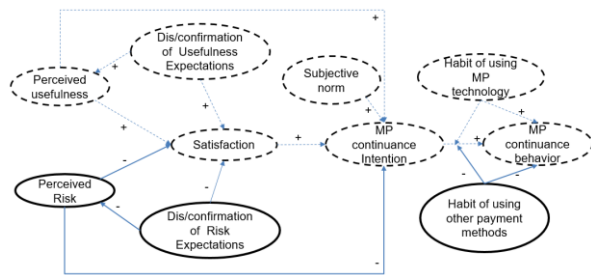 +
Dis/confirmation
of Usefulness
Expectations
+
Perceived
usefulness
Subjective
norm
Habit of using
MP
technology
+
+
+
+
Satisfaction
+
MP
continuance
Intention
+
MP
continuance
behavior
-
-
-
-
Perceived
Risk
-
Dis/confirmation
of Risk
Expectations
Habit of using
other payment
methods
-